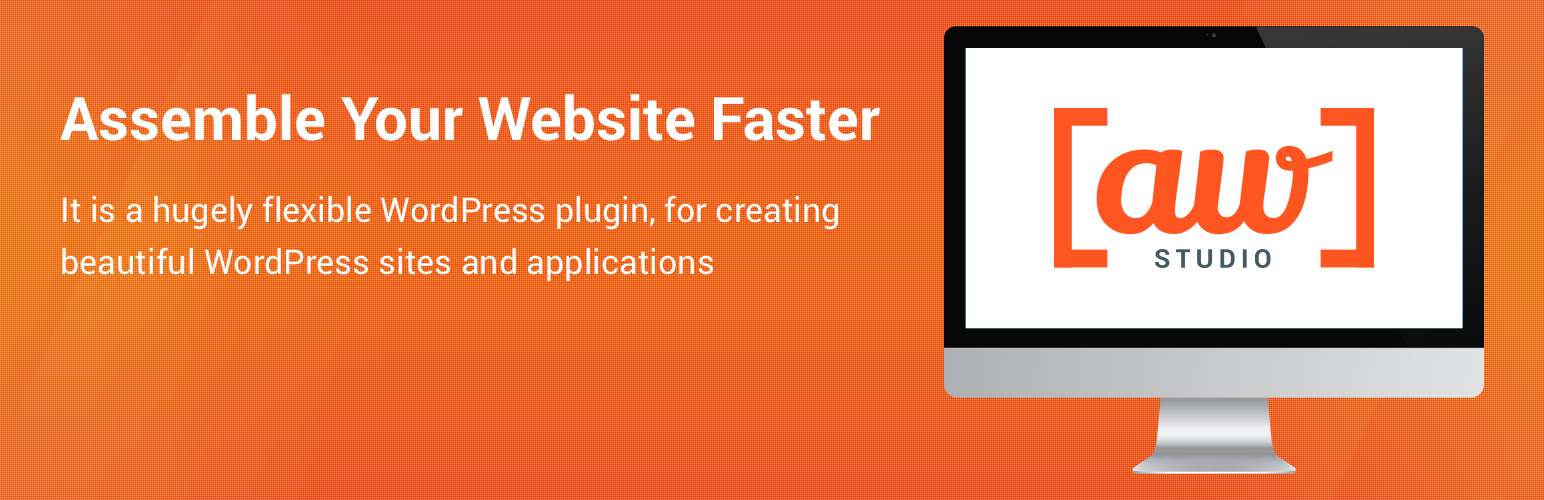 Assemble Your Website Faster
It is a hugely flexible WordPress plugin, for creating
beautiful WordPress sites and applications
[aw]
STUDIO